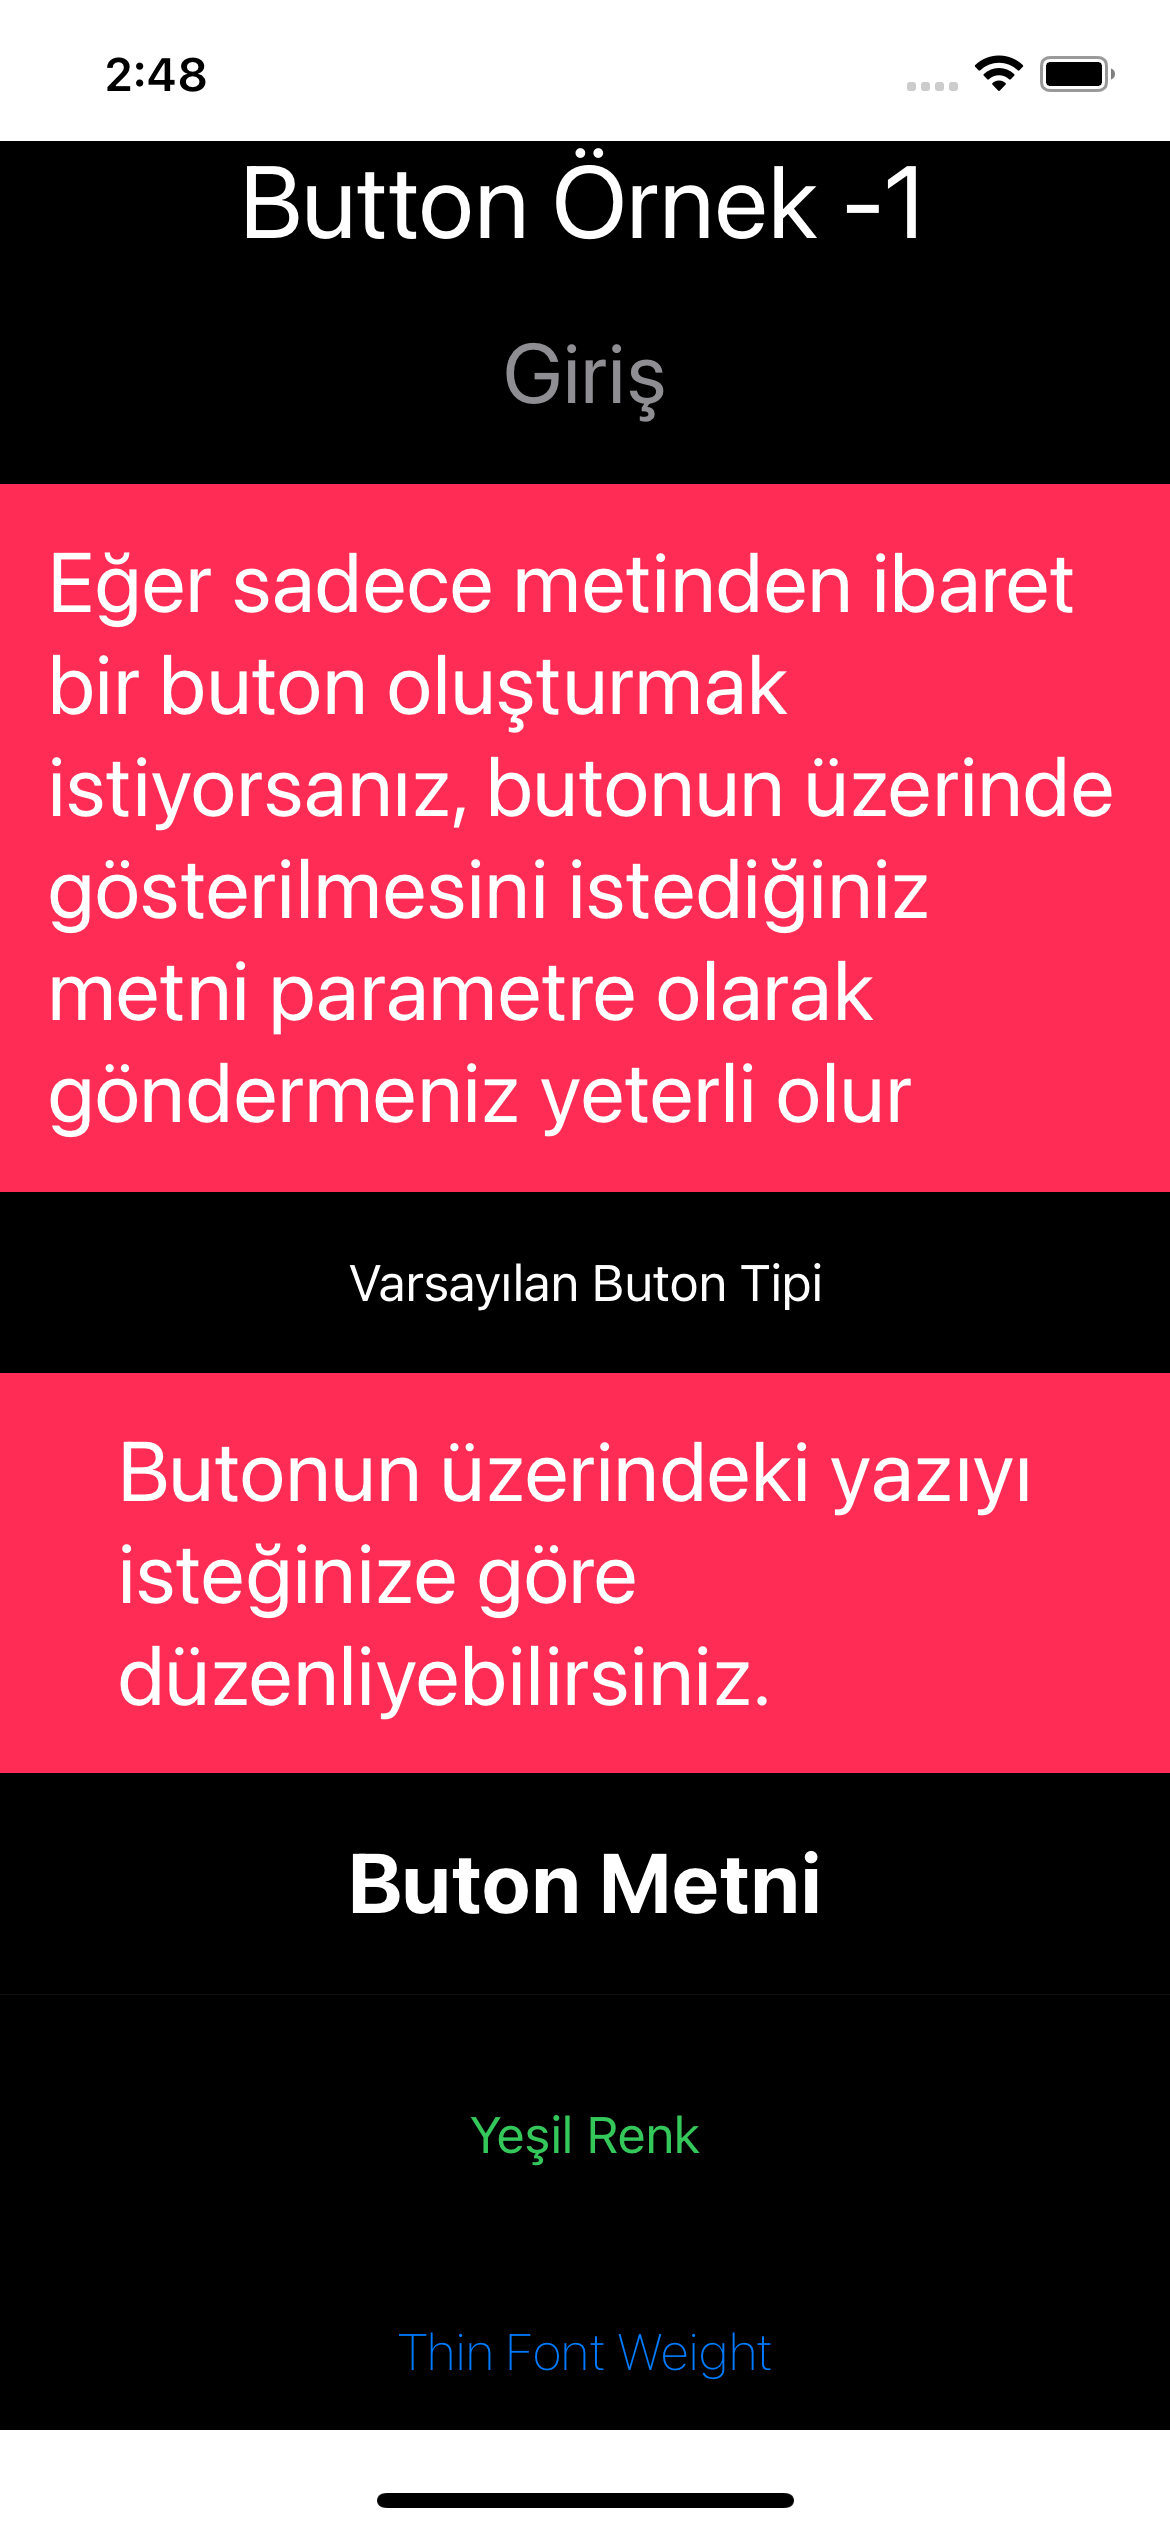 2:48
Button Örnek -1
Giriş
Eğer sadece metinden ibaret
bir buton oluşturmak
istiyorsanız, butonun üzerinde
gösterilmesini istediğiniz
metni parametre olarak
göndermeniz yeterli olur
Varsayılan Buton Tipi
Butonun üzerindeki yazıyı
isteğinize göre
düzenliyebilirsiniz.
Buton Metni
Yeşil Renk
Thin Font Weight